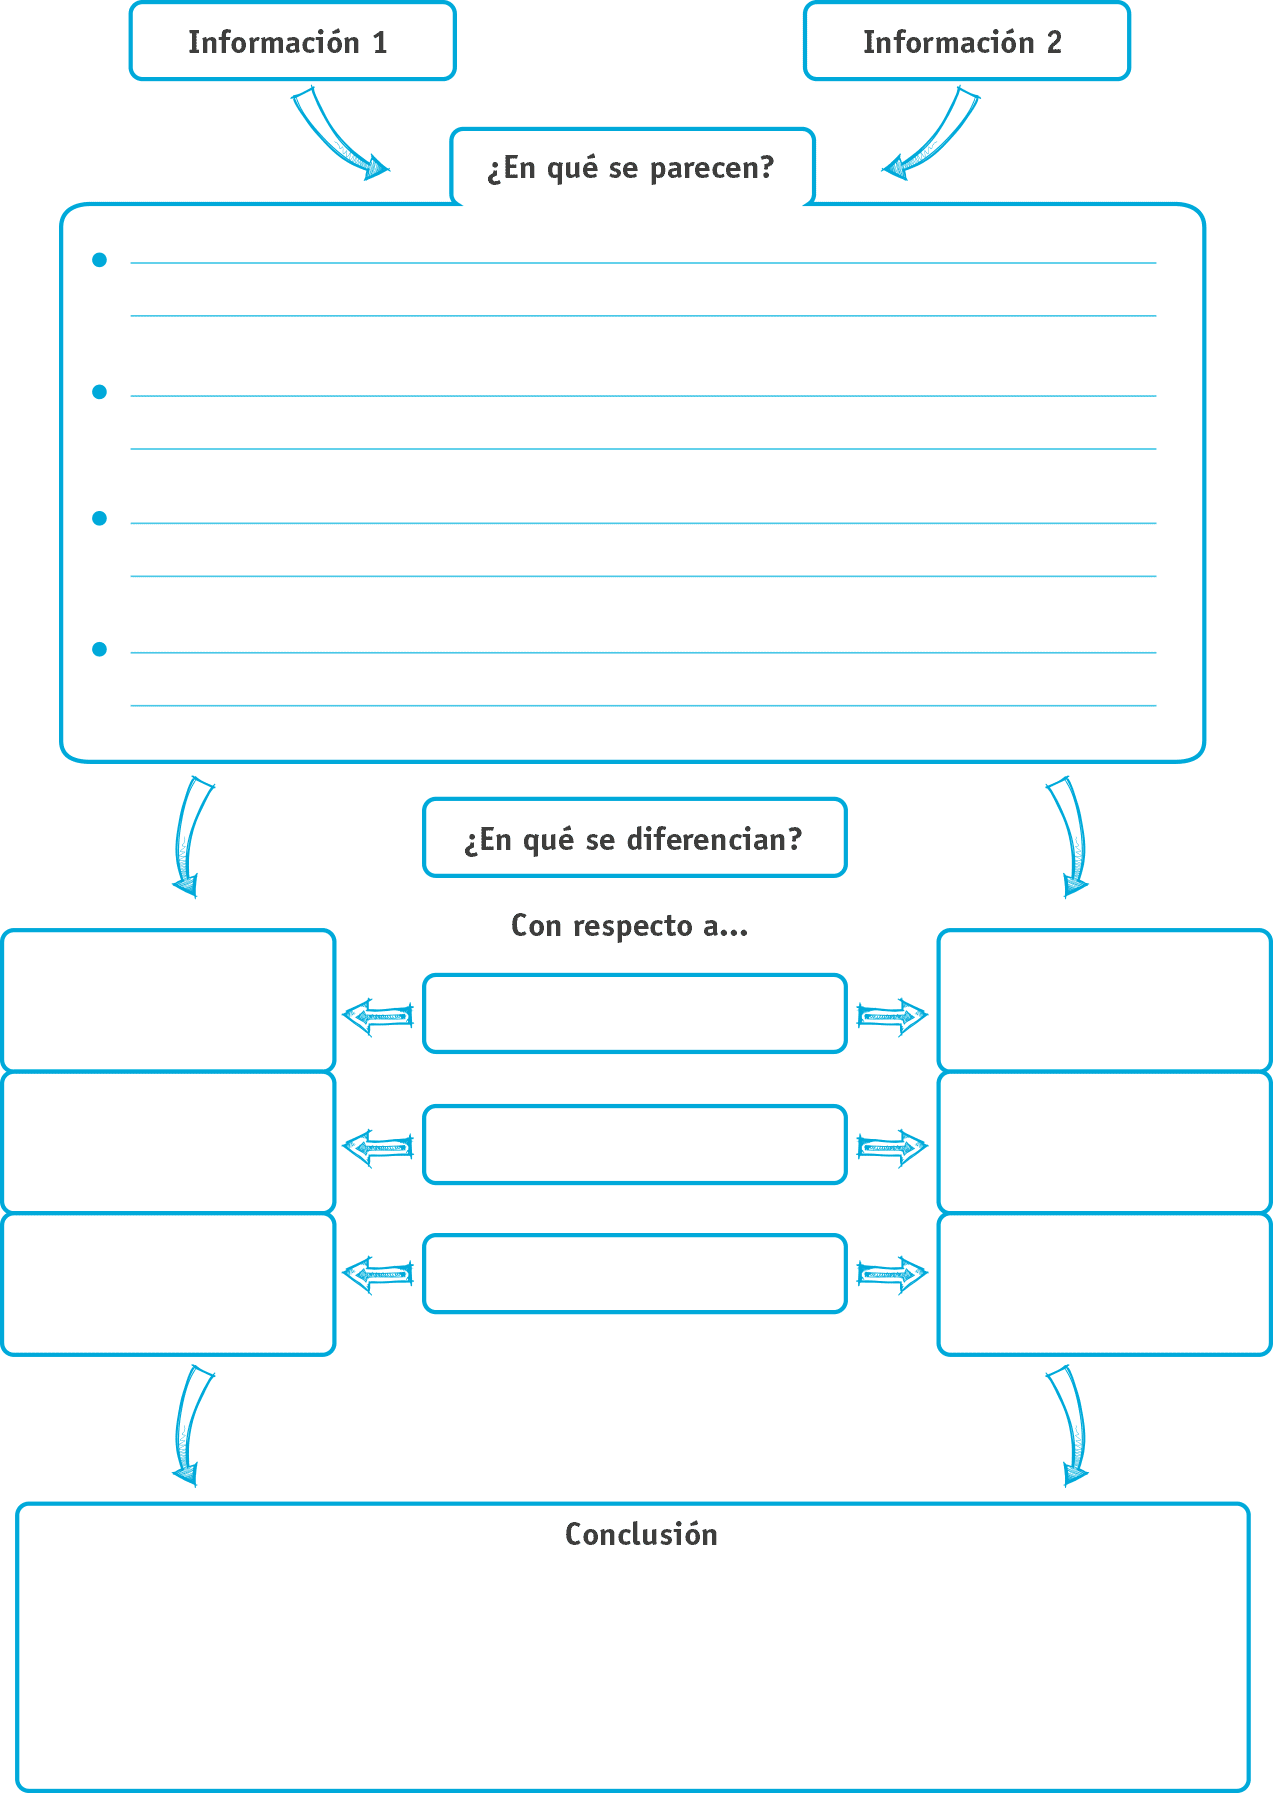 Información 1
Información 2
¿En qué se parecen?
¿En qué se diferencian?
Con respecto a...
Conclusión